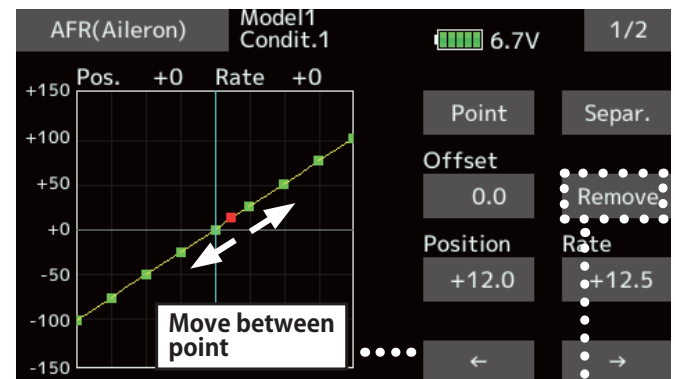 AFR(Aileron)
Model1
Condit.1
6.7V
1/2
Pos. +0 Rate +0
+150
+100
+50
+0
-50
-100
-150
Point
Separ.
Offset
0.0
Remove
Position
Rate
+12.0
+12.5
Move between
point
←
→